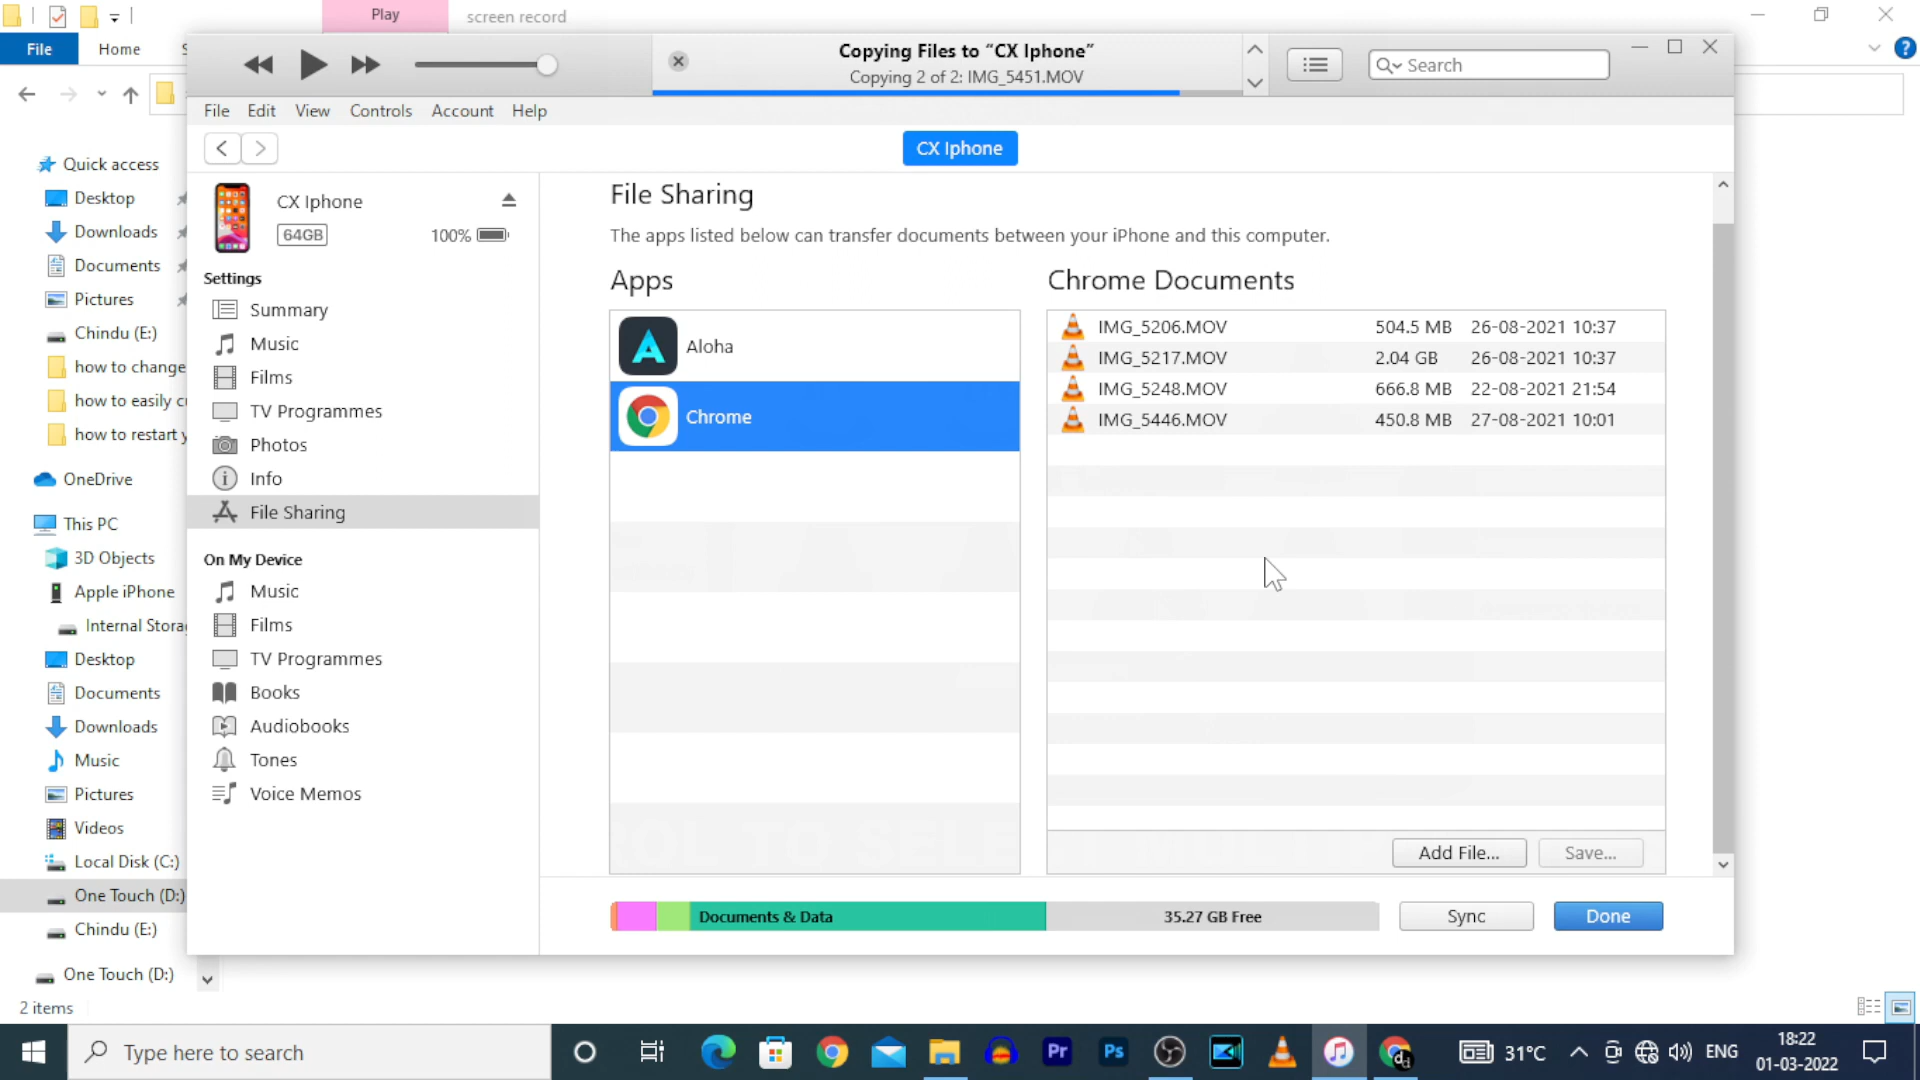 Play
screen record
File
Home
Copying Files to “CX Iphone”
Copying 2 of 2: IMG_5451.MOV
Search
File Edit View Controls Account Help
CX Iphone
Quick access
Desktop
Downloads
Documents
Pictures
Chindu (E:)
how to change
how to easily c
how to restart y
OneDrive
This PC
3D Objects
Apple iPhone
Internal Stora
Desktop
Documents
Downloads
Music
Pictures
Videos
Local Disk (C:)
One Touch (D:)
Chindu (E:)
One Touch (D:)
2 items
CX Iphone
64GB
100%
Settings
Summary
Music
Films
TV Programmes
Photos
Info
File Sharing
On My Device
Music
Films
TV Programmes
Books
Audiobooks
Tones
Voice Memos
File Sharing
The apps listed below can transfer documents between your iPhone and this computer.
Apps
Aloha
Chrome
Chrome Documents
IMG_5206.MOV 504.5 MB 26-08-2021 10:37
IMG_5217.MOV 2.04 GB 26-08-2021 10:37
IMG_5248.MOV 666.8 MB 22-08-2021 21:54
IMG_5446.MOV 450.8 MB 27-08-2021 10:01
Add File...
Save...
Documents & Data
35.27 GB Free
Sync
Done
Type here to search
Pr
Ps
31°C
ENG
18:22
01-03-2022